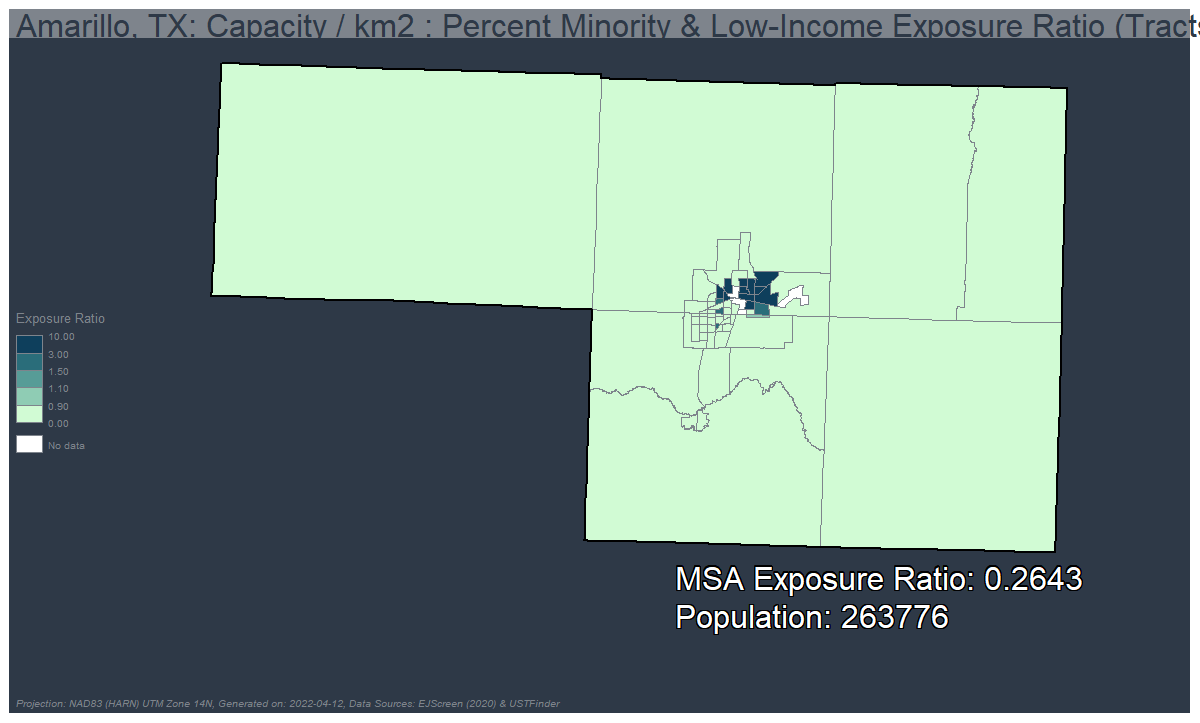 Amarillo, TX: Capacity / km2 : Percent Minority & Low-Income Exposure Ratio (Tracts
Exposure Ratio
10.00
3.00
1.50
1.10
0.90
0.00
No data
MSA Exposure Ratio: 0.2643
Population: 263776
Projection: NAD83 (HARN) UTM Zone 14N, Generated on: 2022-04-12, Data Sources: EJScreen (2020) & USTFinder